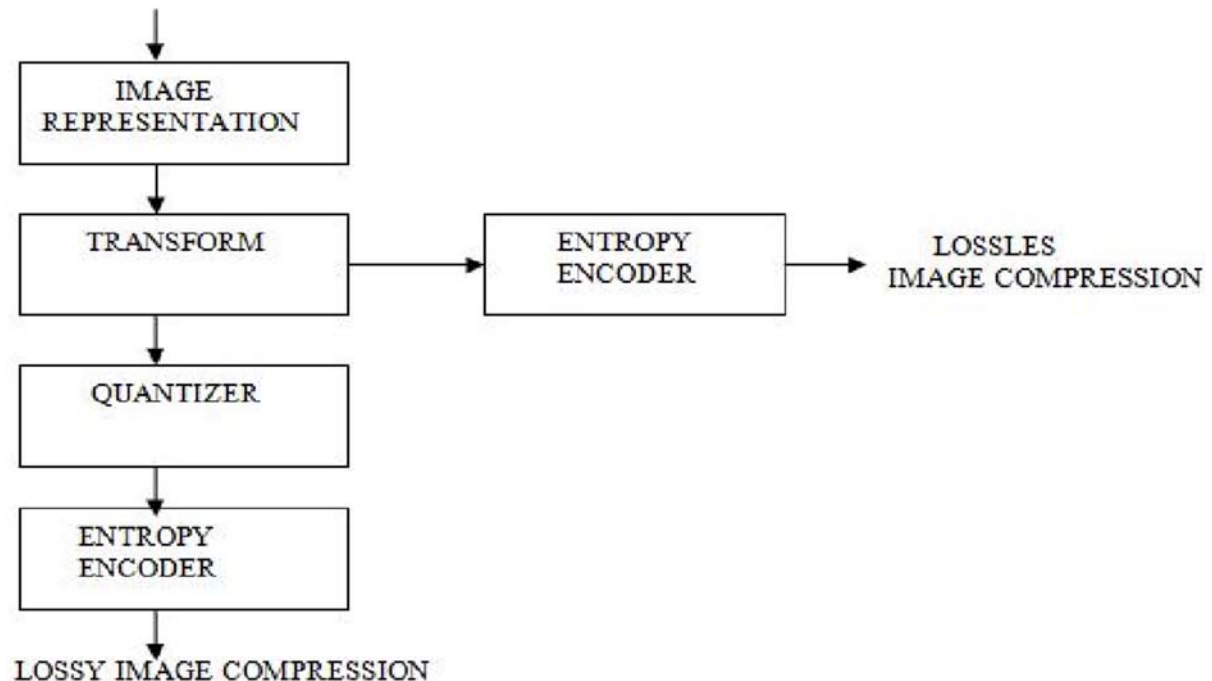 IMAGE
REPRESENTATION
TRANSFORM
ENTROPY
ENCODER
LOSSLES
IMAGE COMPRESSION
QUANTIZER
ENTROPY
ENCODER
LOSSY IMAGE COMPRESSION